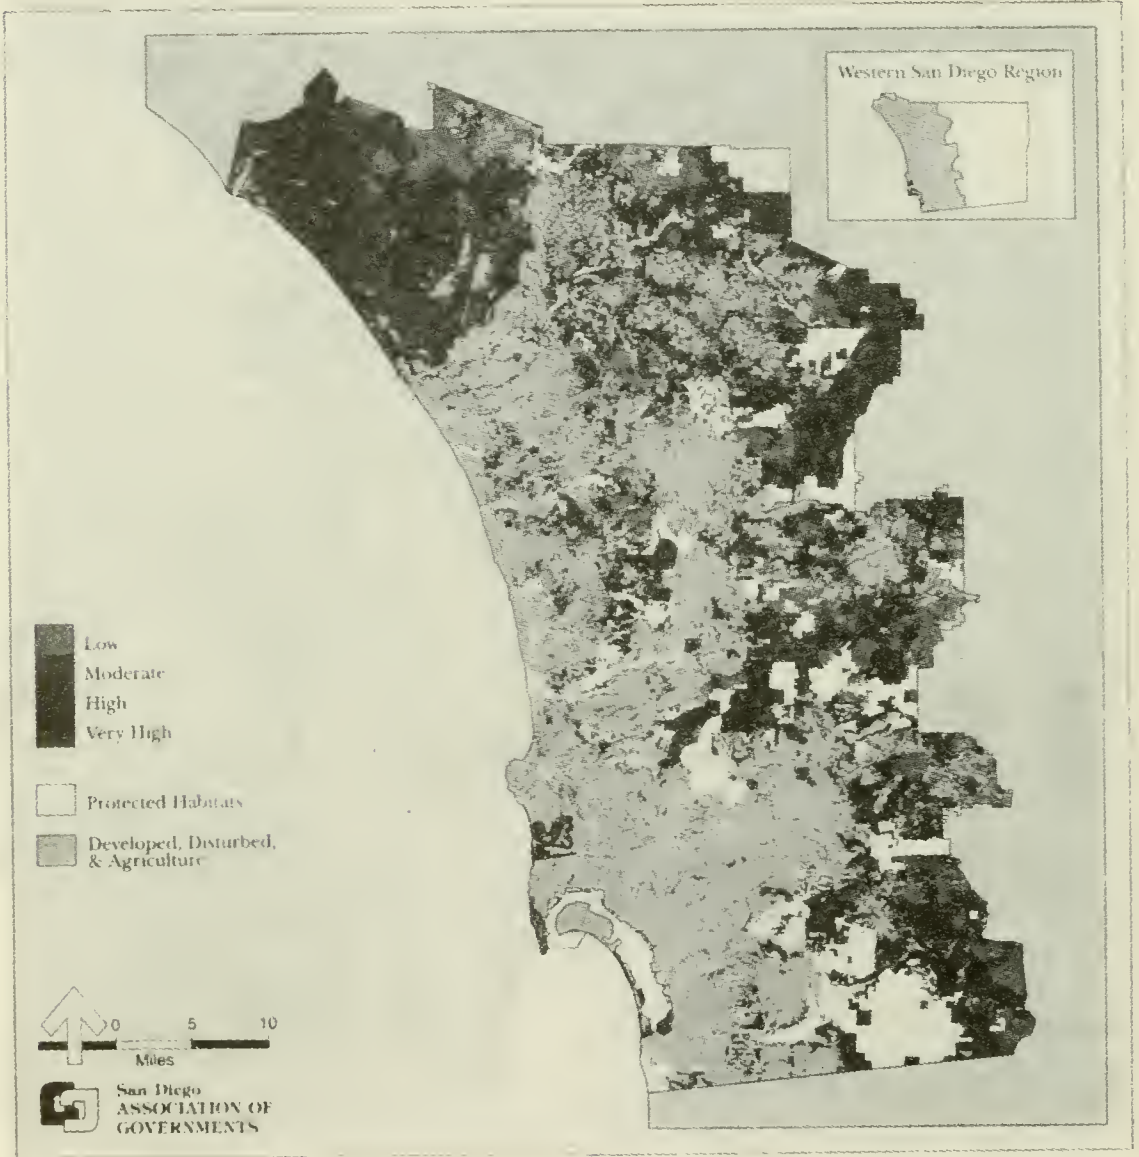 Western San Diego Region
Low
Moderate
High
Very High
Protected Habitats
Developed, Disturbed,
& Agriculture
0 5 10
Miles
San Diego
ASSOCIATION OF
GOVERNMENTS